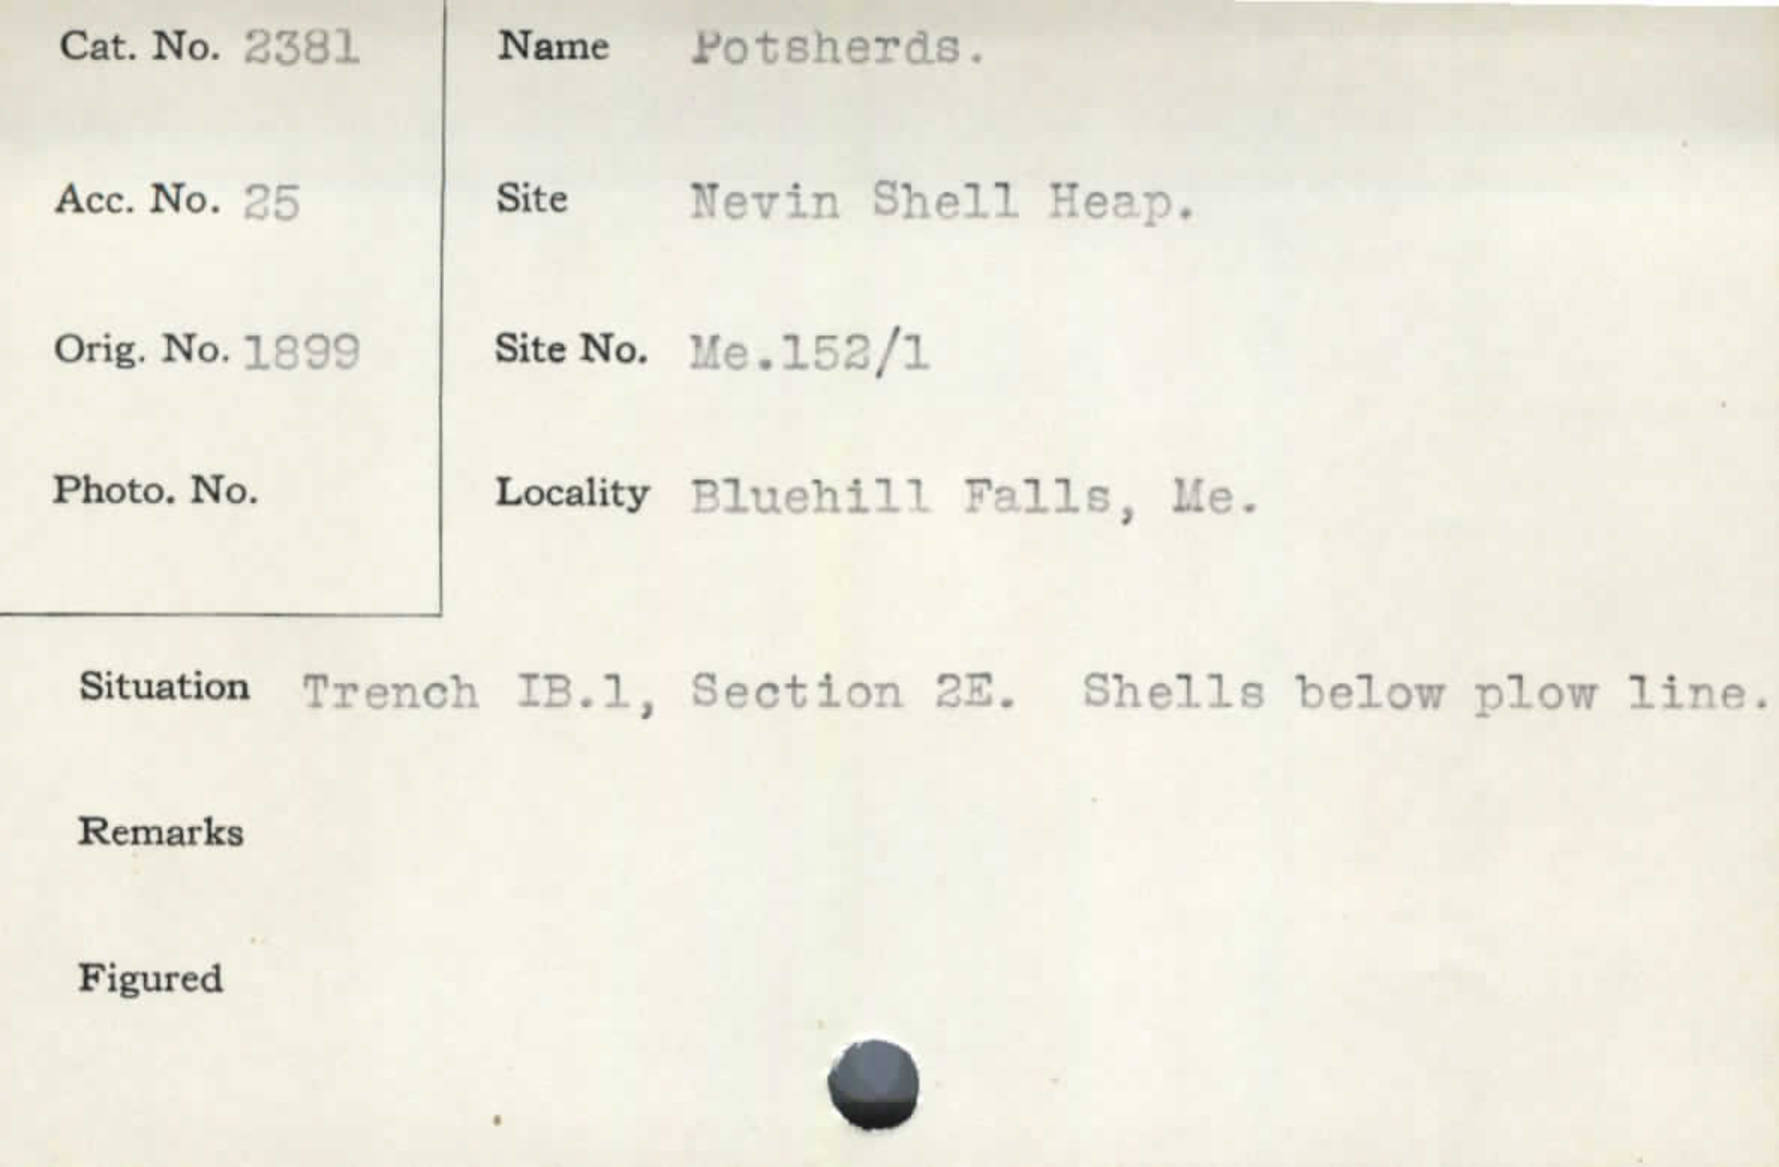 Cat. No. 2381
Name Potsherds.
Acc. No. 25
Site Nevin Shell Heap.
Orig. No. 1899
Site No. Me.152/1
Photo. No.
Locality Bluehill Falls, Me.
Situation Trench IB.1, Section 2E. Shells below plow line.
Remarks
Figured